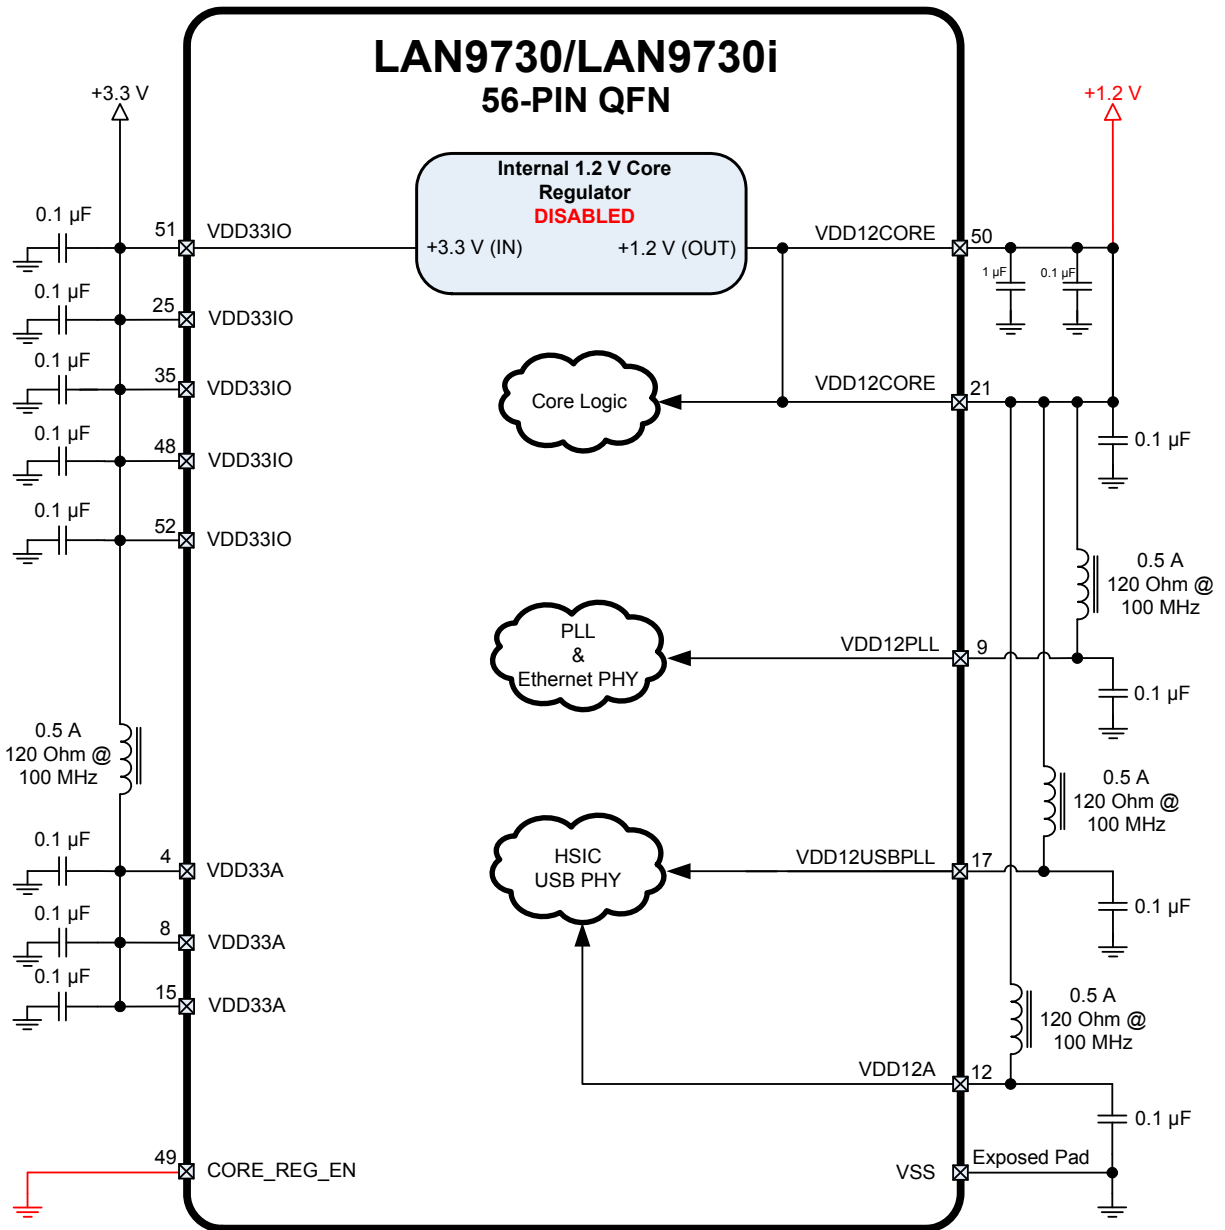 LAN9730/LAN9730i
56-PIN QFN
+3.3 V
+1.2 V
Internal 1.2 V Core
Regulator
DISABLED
+3.3 V (IN)
+1.2 V (OUT)
0.1 µF
51
VDD33IO
VDD12CORE
50
1 µF
0.1 µF
0.1 µF
25
VDD33IO
0.1 µF
35
VDD33IO
Core Logic
VDD12CORE
21
0.1 µF
0.1 µF
48
VDD33IO
0.1 µF
52
VDD33IO
0.5 A
120 Ohm @
100 MHz
PLL
&
Ethernet PHY
VDD12PLL
9
0.1 µF
0.5 A
120 Ohm @
100 MHz
0.5 A
120 Ohm @
100 MHz
0.1 µF
4
VDD33A
HSIC
USB PHY
VDD12USBPLL
17
0.1 µF
0.1 µF
8
VDD33A
0.1 µF
15
VDD33A
0.5 A
120 Ohm @
100 MHz
VDD12A
12
0.1 µF
49
CORE_REG_EN
VSS
Exposed Pad